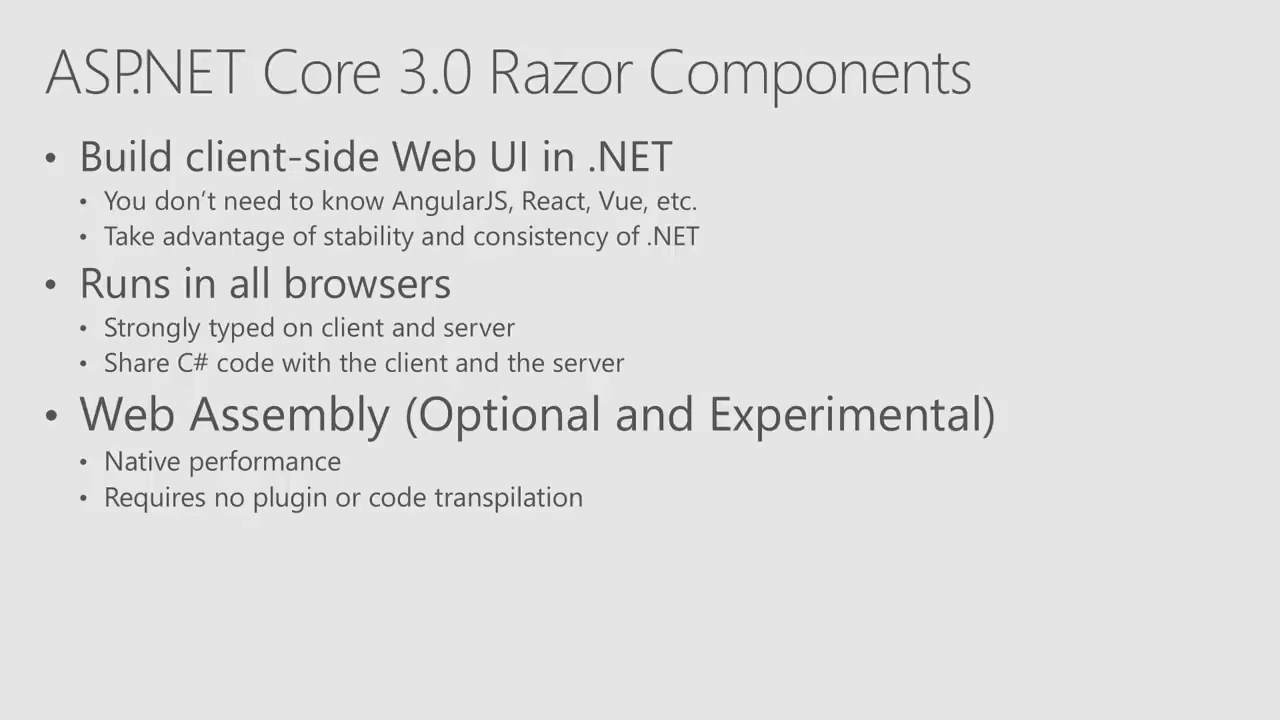 ASP.NET Core 3.0 Razor Components
• Build client-side Web UI in .NET
• You don't need to know AngularJS, React, Vue, etc.
• Take advantage of stability and consistency of .NET
• Runs in all browsers
• Strongly typed on client and server
• Share C# code with the client and the server
• Web Assembly (Optional and Experimental)
• Native performance
• Requires no plugin or code transpilation